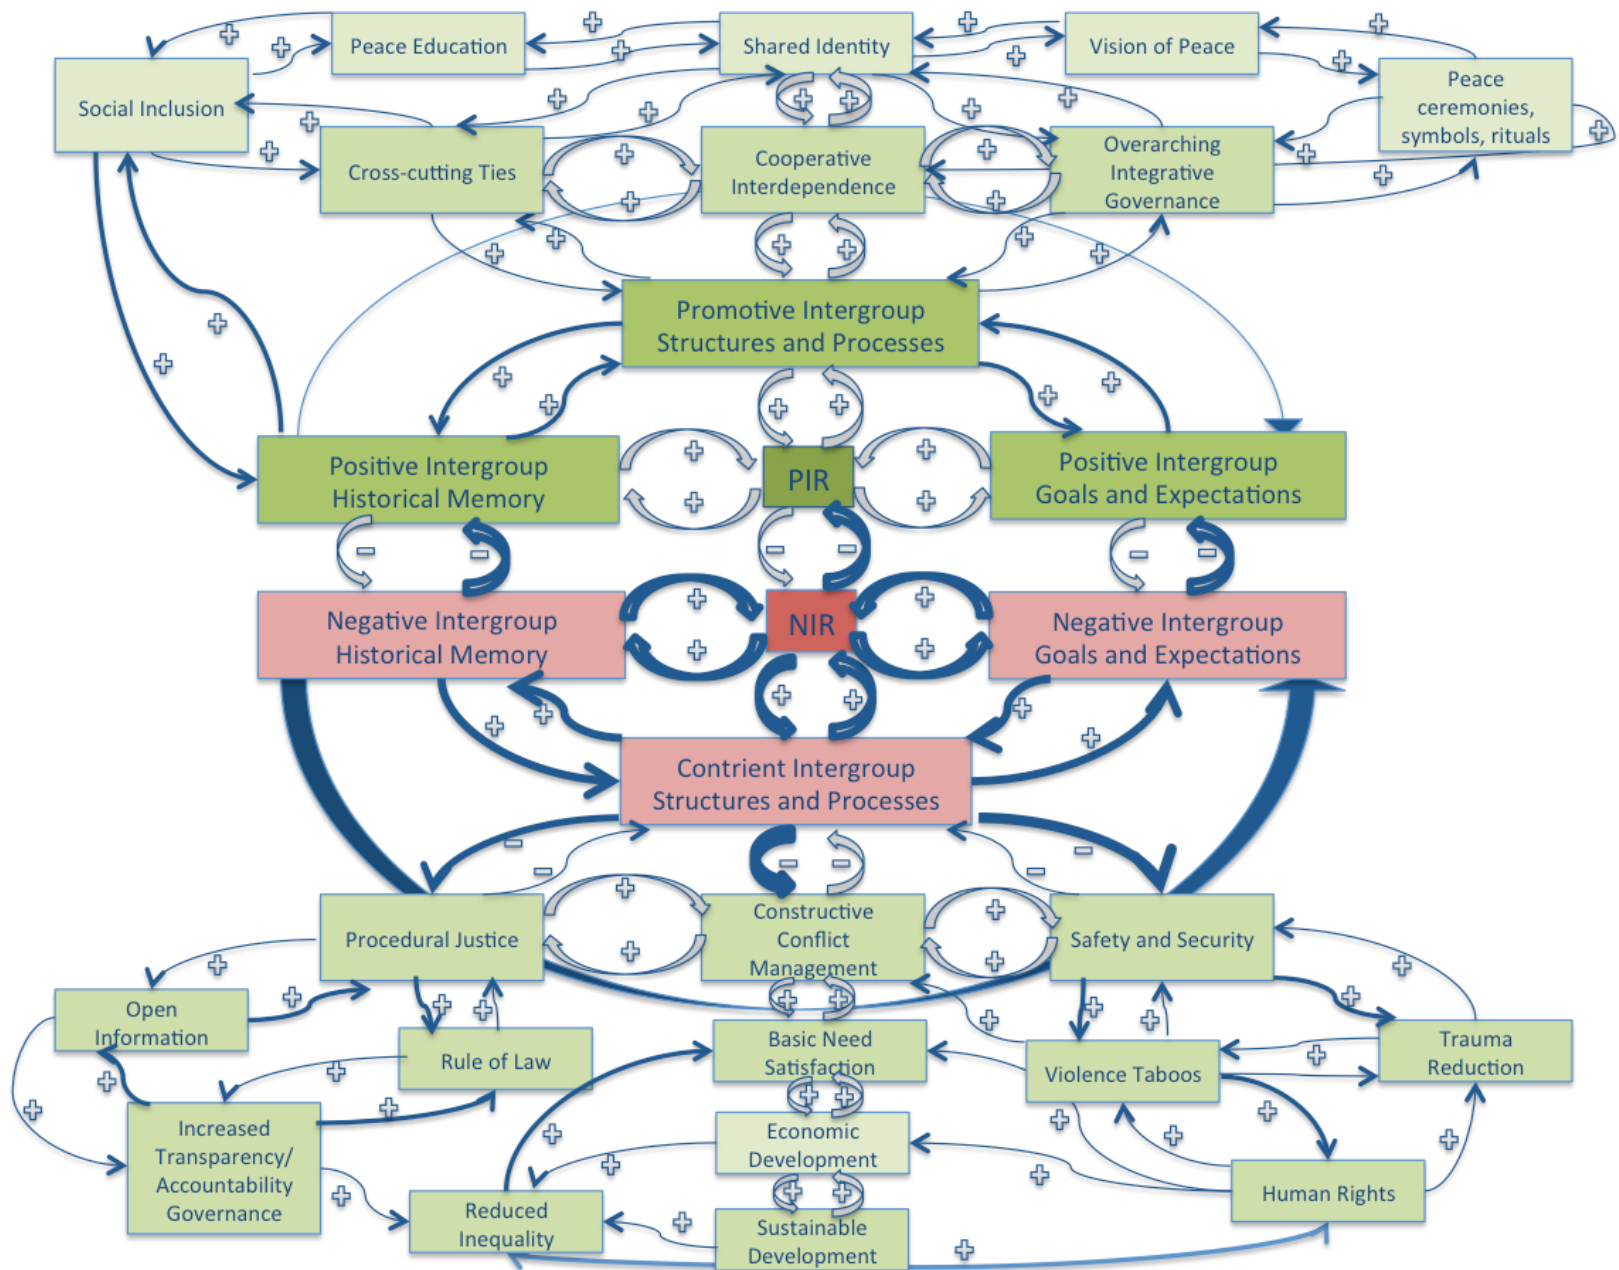 Peace Education
Shared Identity
Vision of Peace
Social Inclusion
Peace
ceremonies,
symbols, rituals
Cross-cutting Ties
Cooperative
Interdependence
Overarching
Integrative
Governance
Promotive Intergroup
Structures and Processes
Positive Intergroup
Historical Memory
PIR
Positive Intergroup
Goals and Expectations
Negative Intergroup
Historical Memory
NIR
Negative Intergroup
Goals and Expectations
Contrient Intergroup
Structures and Processes
Procedural Justice
Constructive
Conflict
Management
Safety and Security
Open
Information
Rule of Law
Basic Need
Satisfaction
Violence Taboos
Trauma
Reduction
Increased
Transparency/
Accountability
Governance
Economic
Development
Reduced
Inequality
Human Rights
Sustainable
Development